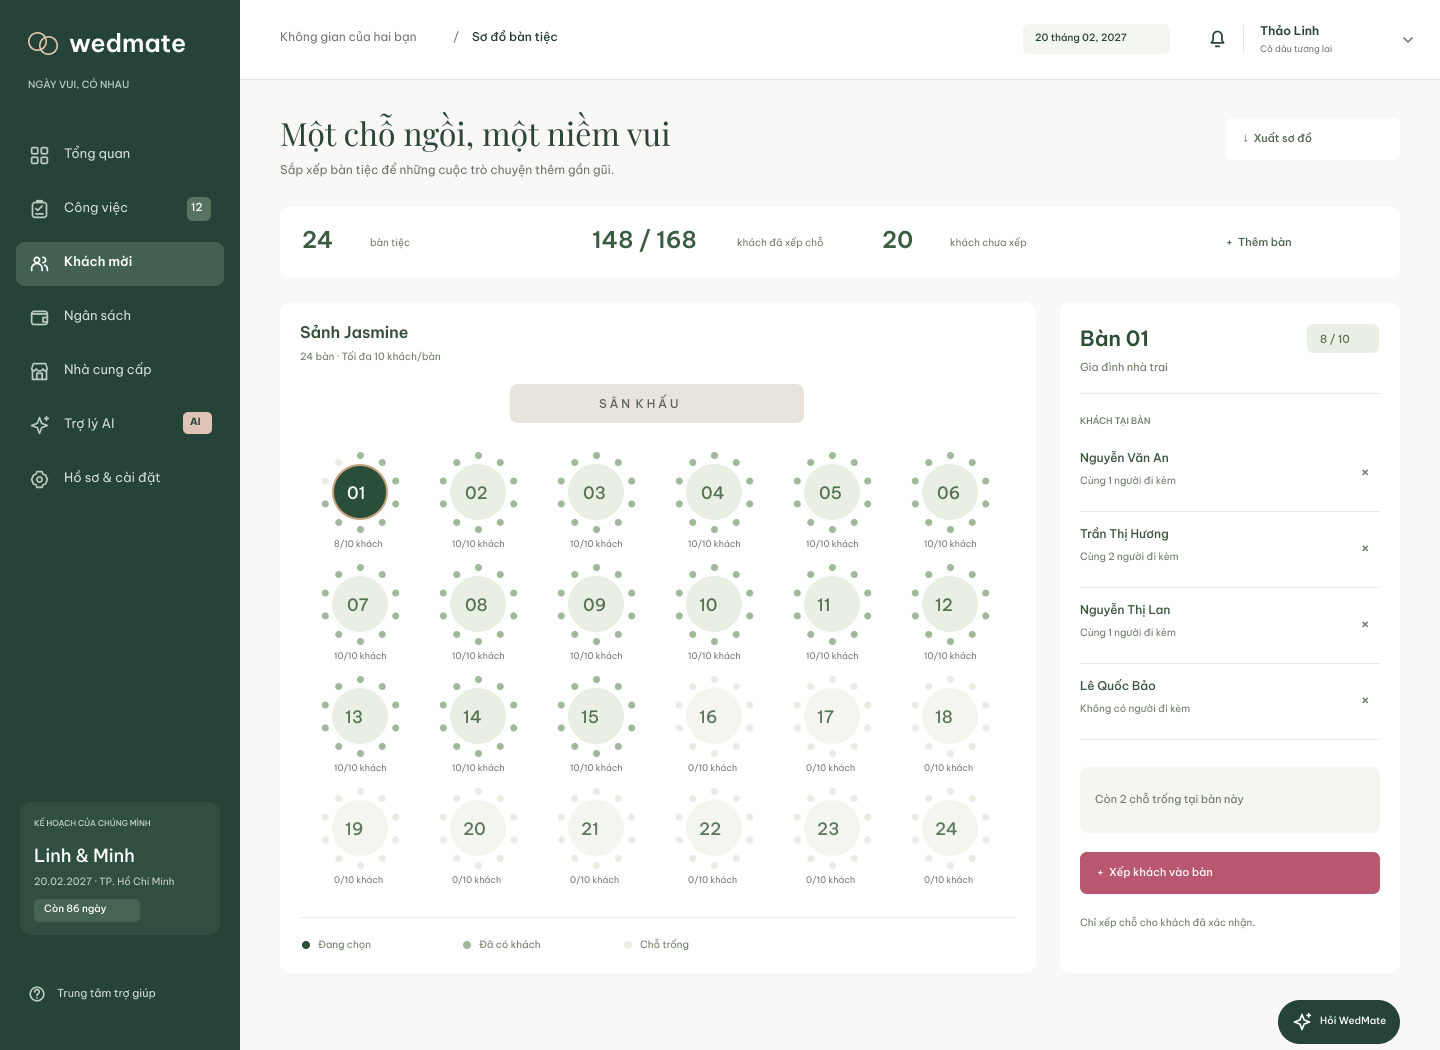 wedmate
NGÀY VUI, CÓ NHAU
Tổng quan
Công việc 12
Khách mời
Ngân sách
Nhà cung cấp
Trợ lý AI AI
Hồ sơ & cài đặt
KẾ HOẠCH CỦA CHÚNG MÌNH
Linh & Minh
20.02.2027 · TP. Hồ Chí Minh
Còn 86 ngày
Trung tâm trợ giúp
Không gian của hai bạn / Sơ đồ bàn tiệc
20 tháng 02, 2027
Thảo Linh
Cô dâu tương lai
Một chỗ ngồi, một niềm vui
Sắp xếp bàn tiệc để những cuộc trò chuyện thêm gần gũi.
↓ Xuất sơ đồ
24 bàn tiệc
148 / 168 khách đã xếp chỗ
20 khách chưa xếp
+ Thêm bàn
Sảnh Jasmine
24 bàn · Tối đa 10 khách/bàn
SÂN KHẤU
01 02 03 04 05 06
8/10 khách 10/10 khách 10/10 khách 10/10 khách 10/10 khách 10/10 khách
07 08 09 10 11 12
10/10 khách 10/10 khách 10/10 khách 10/10 khách 10/10 khách 10/10 khách
13 14 15 16 17 18
10/10 khách 10/10 khách 10/10 khách 0/10 khách 0/10 khách 0/10 khách
19 20 21 22 23 24
0/10 khách 0/10 khách 0/10 khách 0/10 khách 0/10 khách 0/10 khách
Đang chọn Đã có khách Chỗ trống
Bàn 01 8 / 10
Gia đình nhà trai
KHÁCH TẠI BÀN
Nguyễn Văn An
Cùng 1 người đi kèm ×
Trần Thị Hương
Cùng 2 người đi kèm ×
Nguyễn Thị Lan
Cùng 1 người đi kèm ×
Lê Quốc Bảo
Không có người đi kèm ×
Còn 2 chỗ trống tại bàn này
+ Xếp khách vào bàn
Chỉ xếp chỗ cho khách đã xác nhận.
Hỏi WedMate